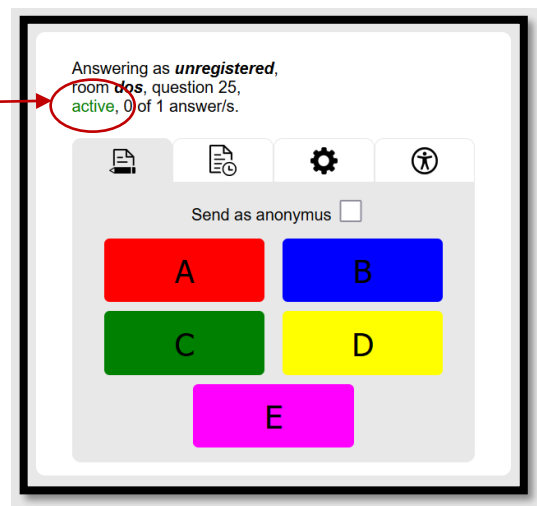 Answering as unregistered,
room dos, question 25,
active, 0 of 1 answer/s.
Send as anonymus
A B
C D
E